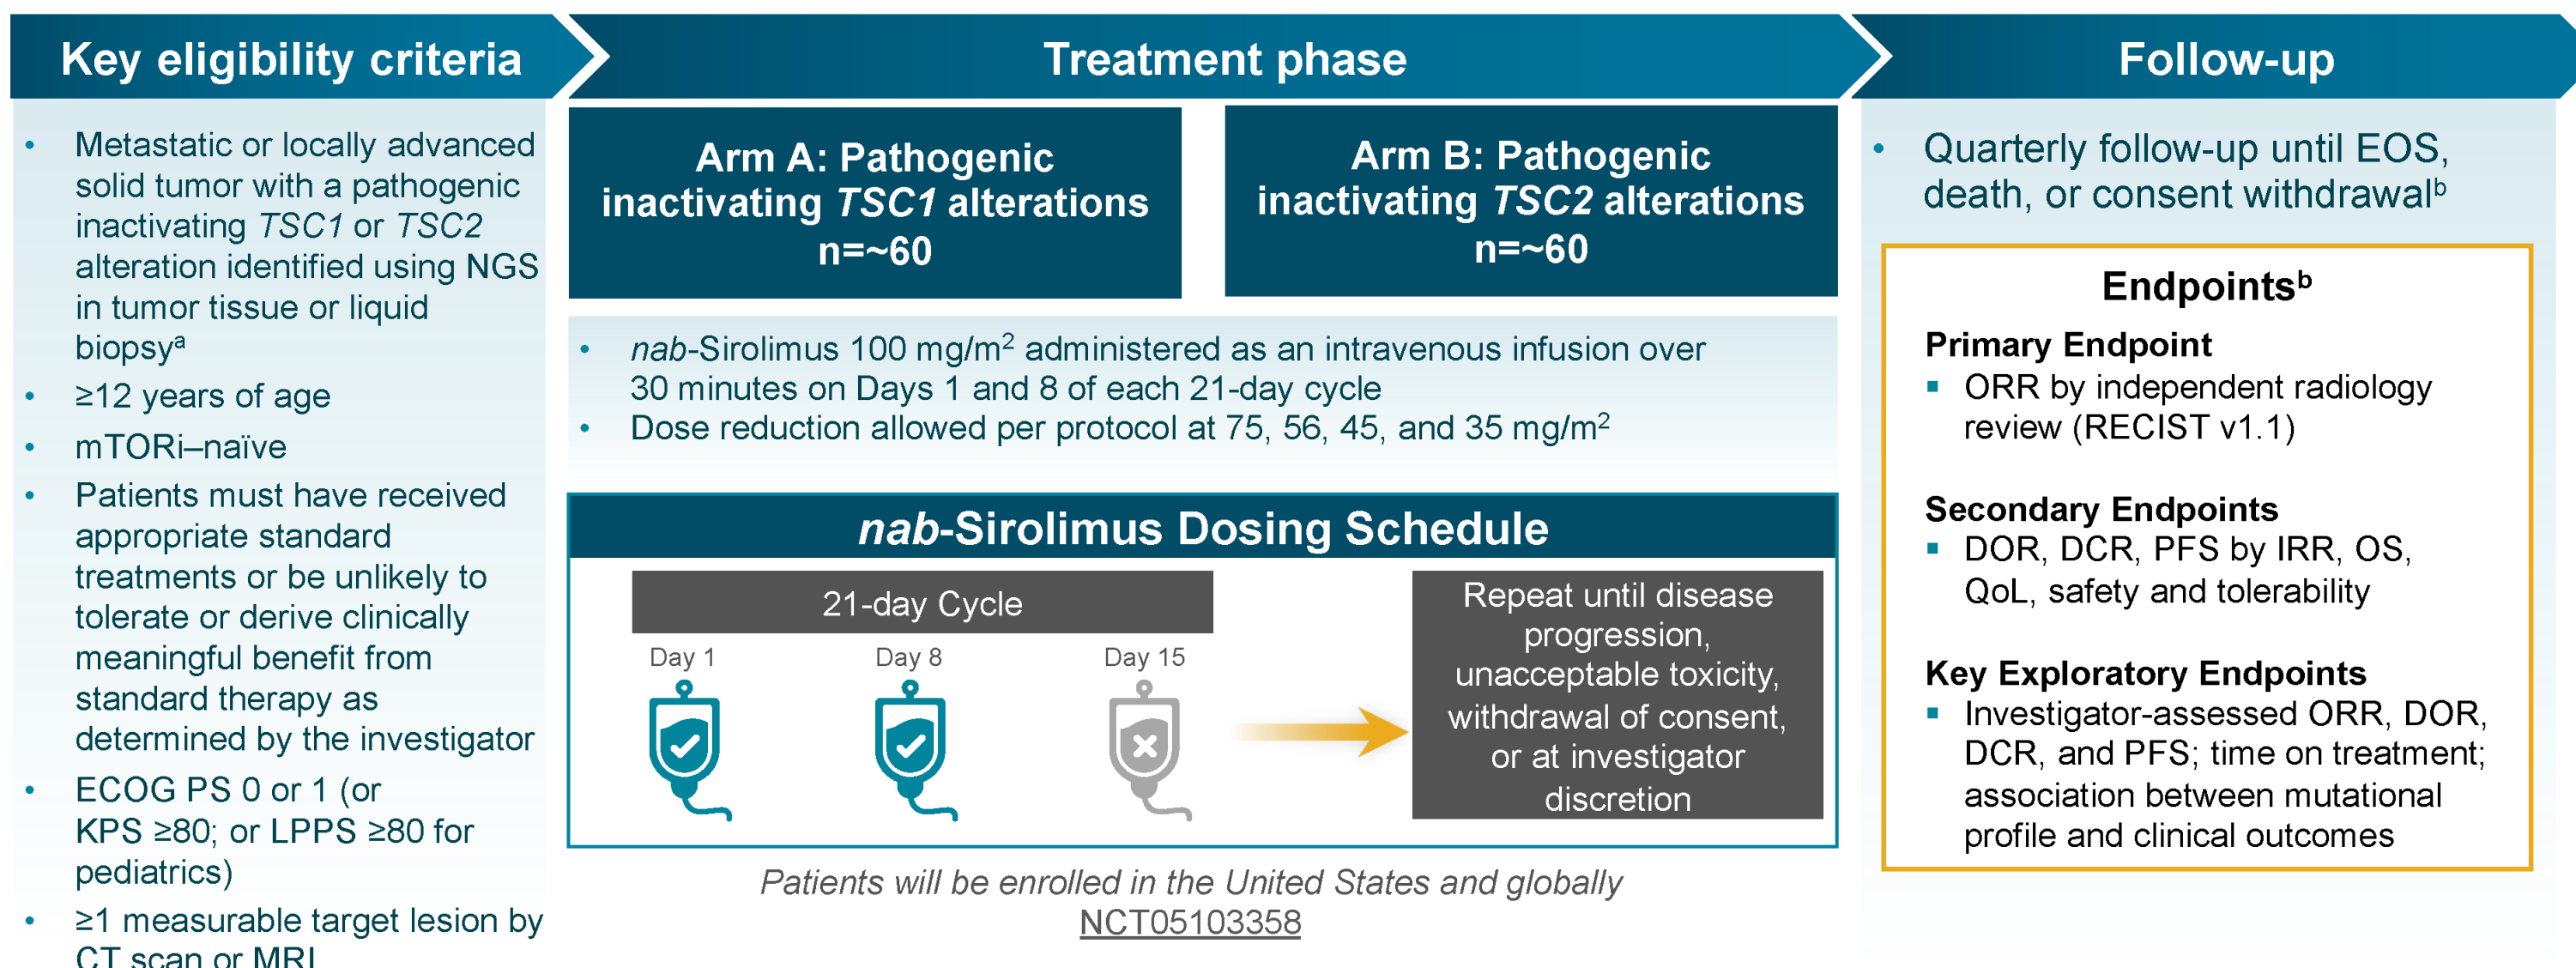 Key eligibility criteria
• Metastatic or locally advanced
solid tumor with a pathogenic
inactivating TSC1 or TSC2
alteration identified using NGS
in tumor tissue or liquid
biopsyᵃ
• ≥12 years of age
• mTORi–naïve
• Patients must have received
appropriate standard
treatments or be unlikely to
tolerate or derive clinically
meaningful benefit from
standard therapy as
determined by the investigator
• ECOG PS 0 or 1 (or
KPS ≥80; or LPPS ≥80 for
pediatrics)
• ≥1 measurable target lesion by
CT scan or MRI
Treatment phase
Arm A: Pathogenic
inactivating TSC1 alterations
n=~60
Arm B: Pathogenic
inactivating TSC2 alterations
n=~60
• nab-Sirolimus 100 mg/m² administered as an intravenous infusion over
30 minutes on Days 1 and 8 of each 21-day cycle
• Dose reduction allowed per protocol at 75, 56, 45, and 35 mg/m²
nab-Sirolimus Dosing Schedule
21-day Cycle
Day 1 Day 8 Day 15
Repeat until disease
progression,
unacceptable toxicity,
withdrawal of consent,
or at investigator
discretion
Patients will be enrolled in the United States and globally
NCT05103358
Follow-up
• Quarterly follow-up until EOS,
death, or consent withdrawalᵇ
Endpointsᵇ
Primary Endpoint
▪ ORR by independent radiology
review (RECIST v1.1)
Secondary Endpoints
▪ DOR, DCR, PFS by IRR, OS,
QoL, safety and tolerability
Key Exploratory Endpoints
▪ Investigator-assessed ORR, DOR,
DCR, and PFS; time on treatment;
association between mutational
profile and clinical outcomes